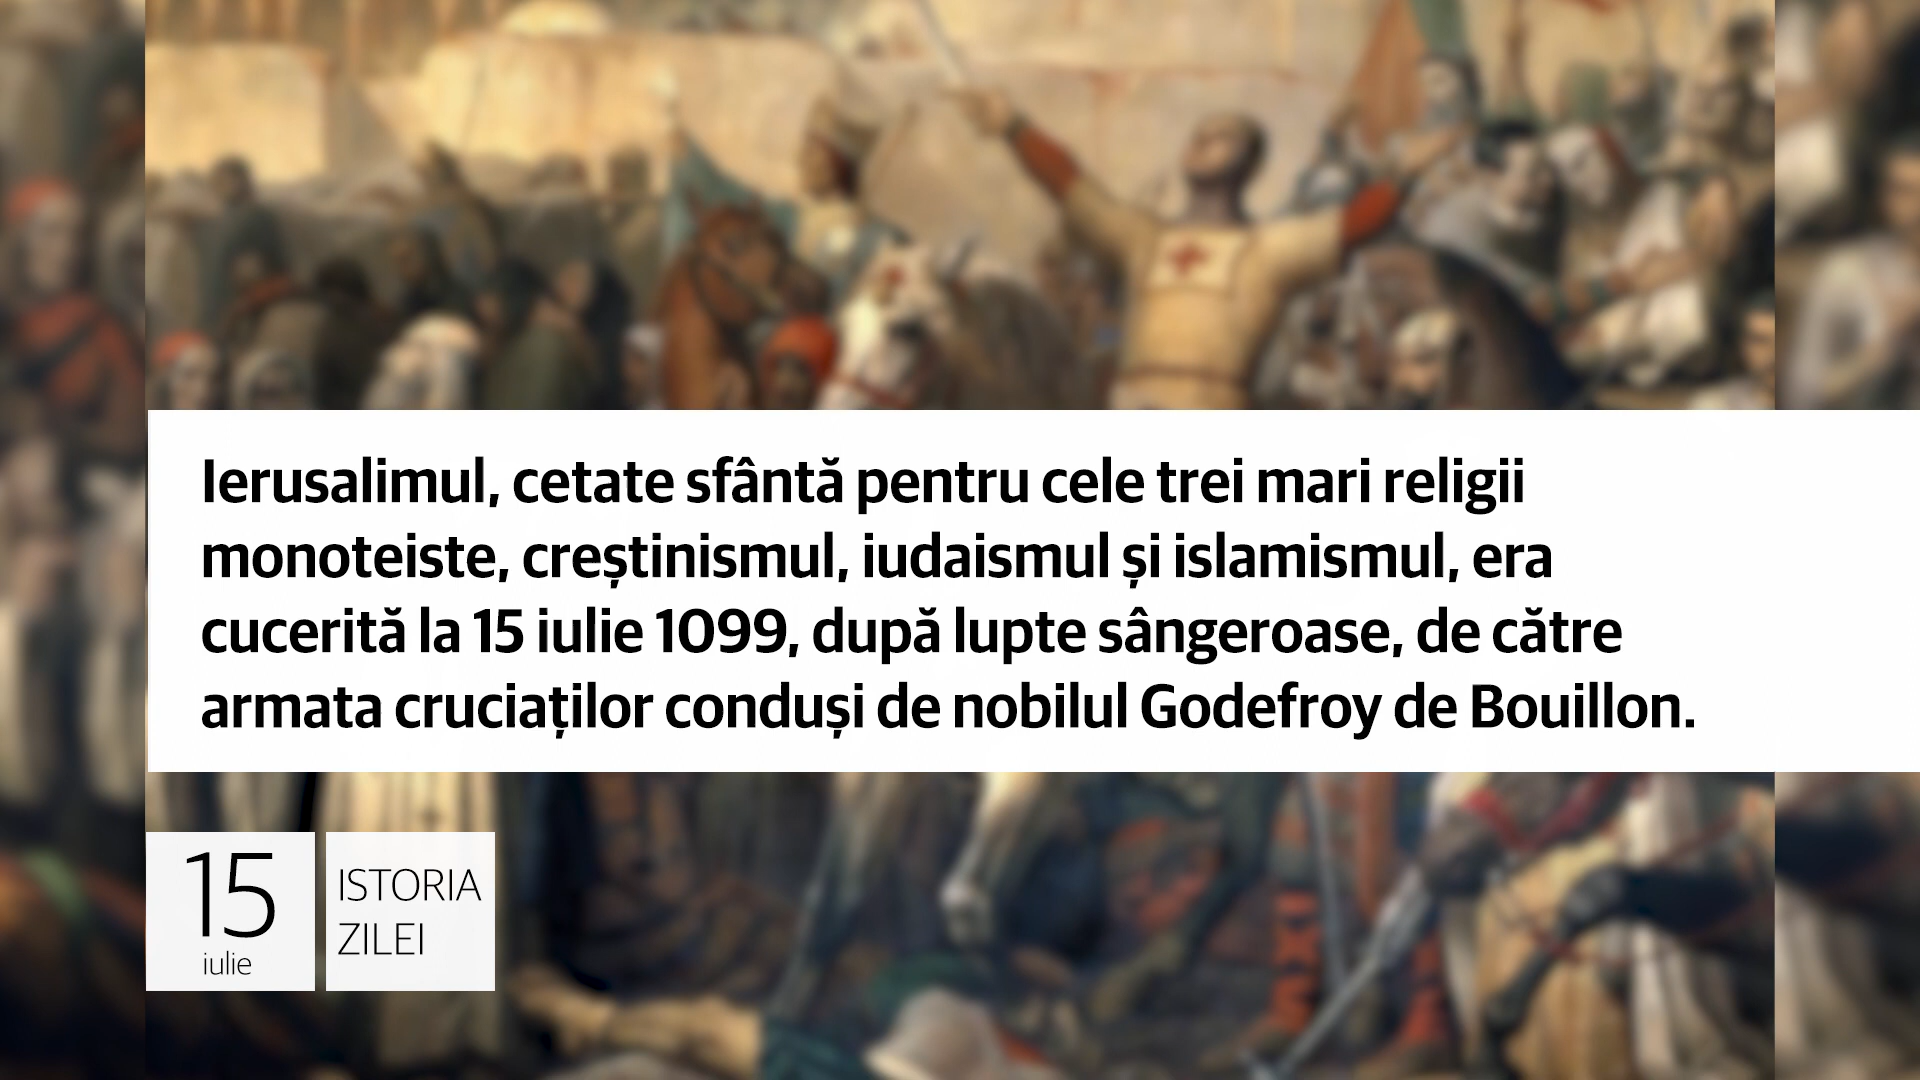 Ierusalimul, cetate sfântă pentru cele trei mari religii
monoteiste, creștinismul, iudaismul și islamismul, era
cucerită la 15 iulie 1099, după lupte sângeroase, de către
armata cruciaților conduși de nobilul Godefroy de Bouillon.
15
iulie
ISTORIA
ZILEI